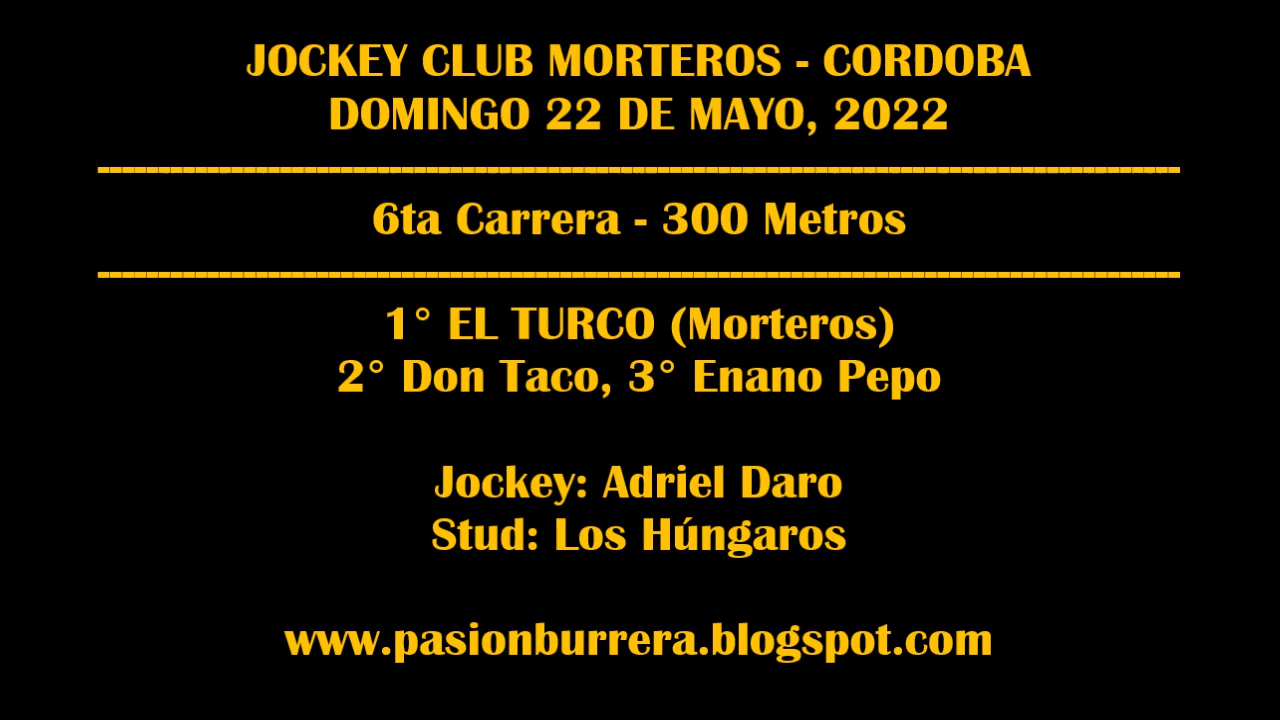 JOCKEY CLUB MORTEROS - CORDOBA
DOMINGO 22 DE MAYO, 2022
------------------------------------------------------------------------------------------
6ta Carrera - 300 Metros
------------------------------------------------------------------------------------------
1° EL TURCO (Morteros)
2° Don Taco, 3° Enano Pepo
Jockey: Adriel Daro
Stud: Los Húngaros
www.pasionburrera.blogspot.com